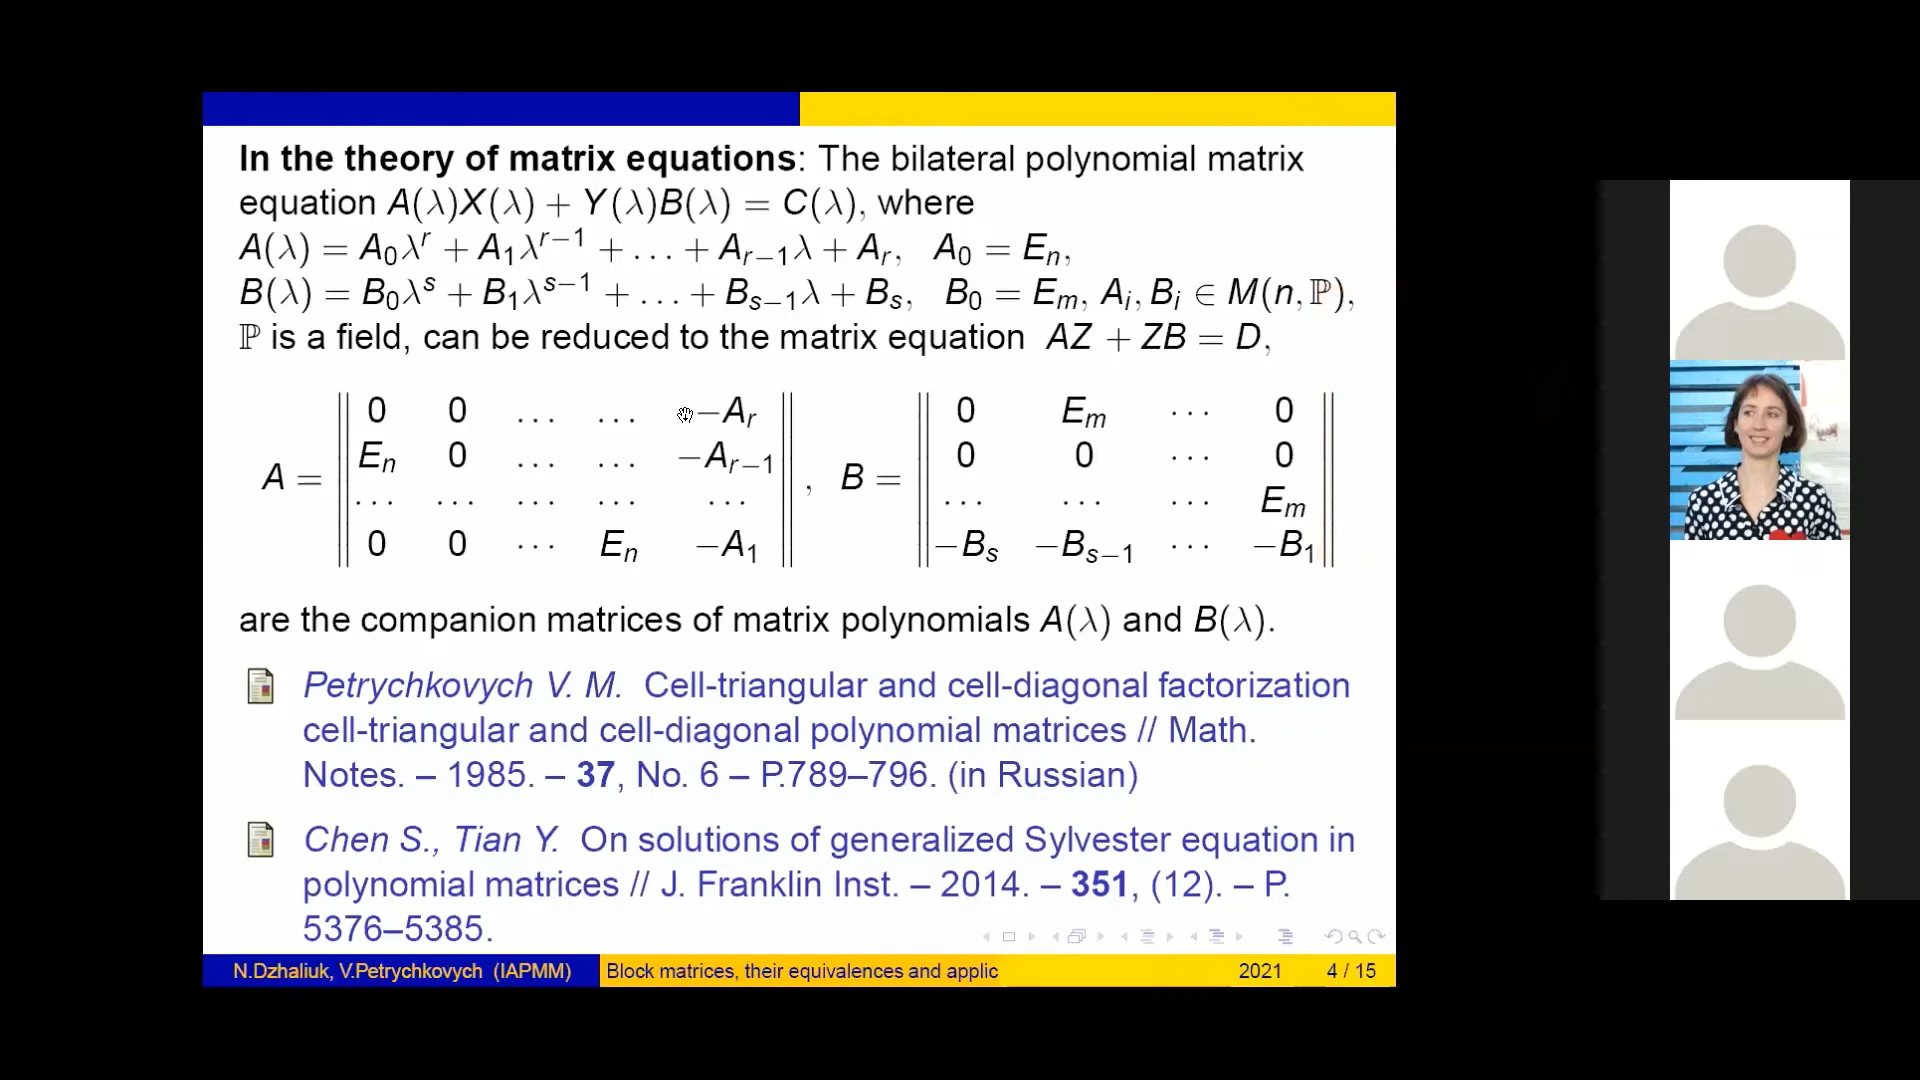 In the theory of matrix equations: The bilateral polynomial matrix
equation A(λ)X(λ) + Y(λ)B(λ) = C(λ), where
A(λ) = A₀λʳ + A₁λʳ⁻¹ + … + Aᵣ₋₁λ + Aᵣ, A₀ = Eₙ,
B(λ) = B₀λˢ + B₁λˢ⁻¹ + … + Bₛ₋₁λ + Bₛ, B₀ = Eₘ, Aᵢ, Bᵢ ∈ M(n, ℙ),
ℙ is a field, can be reduced to the matrix equation AZ + ZB = D,
0 0 … … −Aᵣ
Eₙ 0 … … −Aᵣ₋₁
A = ‖ … … … … … ‖ ,
0 0 … Eₙ −A₁
0 Eₘ … 0
0 0 … 0
B = ‖ … … … Eₘ ‖
−Bₛ −Bₛ₋₁ … −B₁
are the companion matrices of matrix polynomials A(λ) and B(λ).
Petrychkovych V. M. Cell-triangular and cell-diagonal factorization
cell-triangular and cell-diagonal polynomial matrices // Math.
Notes. – 1985. – 37, No. 6 – P.789–796. (in Russian)
Chen S., Tian Y. On solutions of generalized Sylvester equation in
polynomial matrices // J. Franklin Inst. – 2014. – 351, (12). – P.
5376–5385.
N.Dzhaliuk, V.Petrychkovych (IAPMM) Block matrices, their equivalences and applic 2021 4 / 15